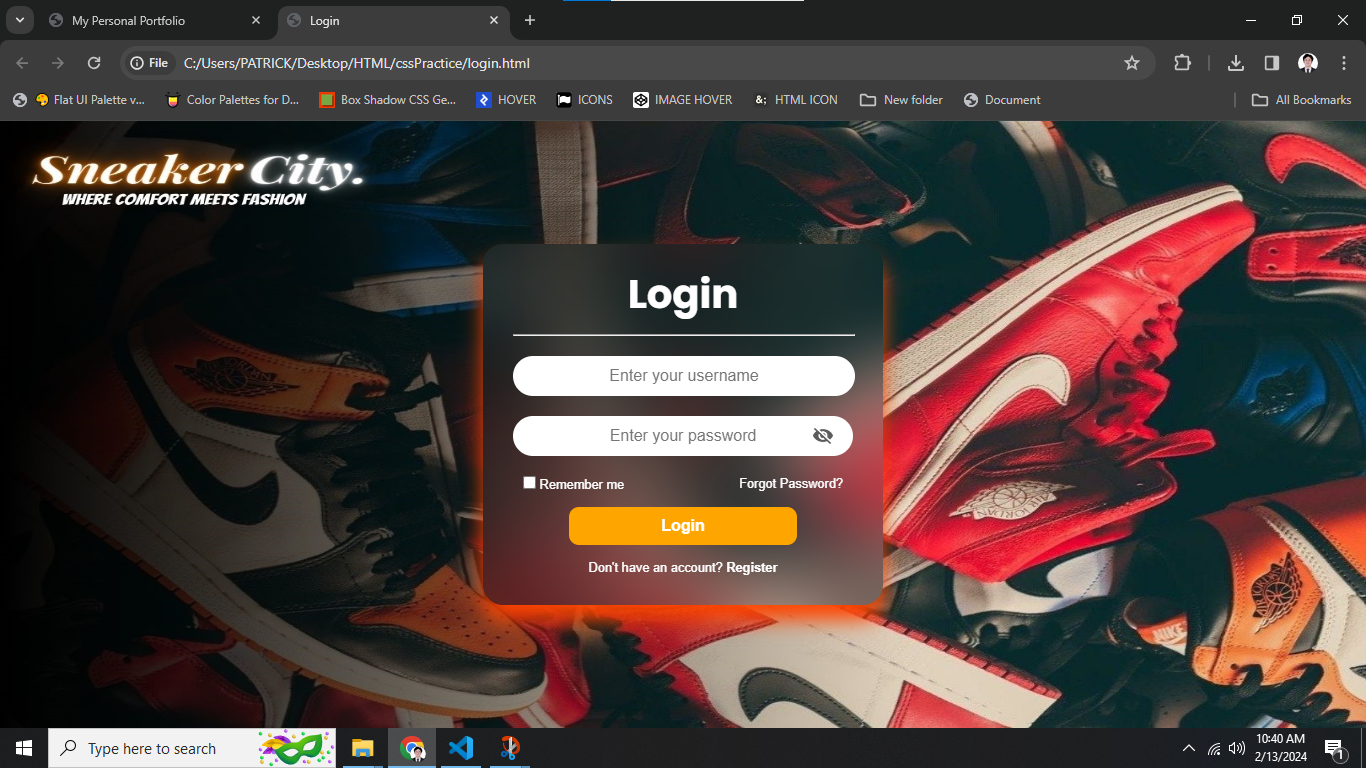 My Personal Portfolio
Login
File
C:/Users/PATRICK/Desktop/HTML/cssPractice/login.html
Flat UI Palette v...
Color Palettes for D...
Box Shadow CSS Ge...
HOVER
ICONS
IMAGE HOVER
&;
HTML ICON
New folder
Document
All Bookmarks
Sneaker City.
WHERE COMFORT MEETS FASHION
Login
Enter your username
Enter your password
Remember me
Forgot Password?
Login
Don't have an account? Register
AIR JORDAN
NIKE
Type here to search
10:40 AM
2/13/2024
1